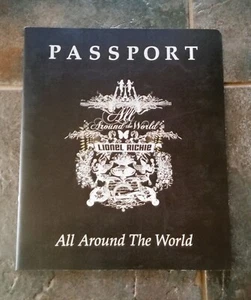 PASSPORT
All
Around the World
LIONEL RICHIE
All Around The World